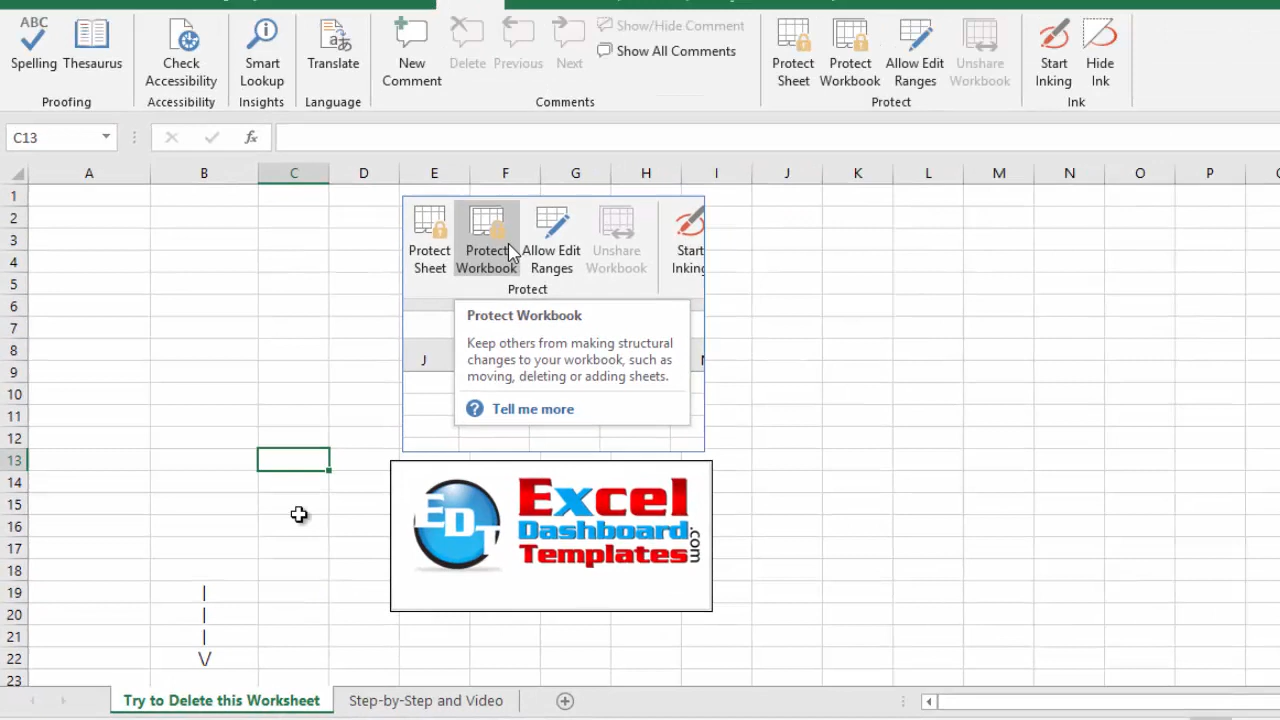 ABC
Spelling Thesaurus
Check
Accessibility
Smart
Lookup
Translate
New
Comment
Delete Previous Next
Show/Hide Comment
Show All Comments
Protect
Sheet
Protect
Workbook
Allow Edit
Ranges
Unshare
Workbook
Start
Inking
Hide
Ink
Proofing Accessibility Insights Language Comments Protect Ink
C13 fx
A B C D E F G H I J K L M N O P
1
2
3
4
5
6
7
8
9
10
11
12
13
14
15
16
17
18
19 |
20 |
21 |
22 \/
23
Protect
Sheet
Protect
Workbook
Allow Edit
Ranges
Unshare
Workbook
Start
Inking
Protect
Protect Workbook
Keep others from making structural
changes to your workbook, such as
moving, deleting or adding sheets.
? Tell me more
J
EDT
Excel
Dashboard
Templates
.com
Try to Delete this Worksheet Step-by-Step and Video